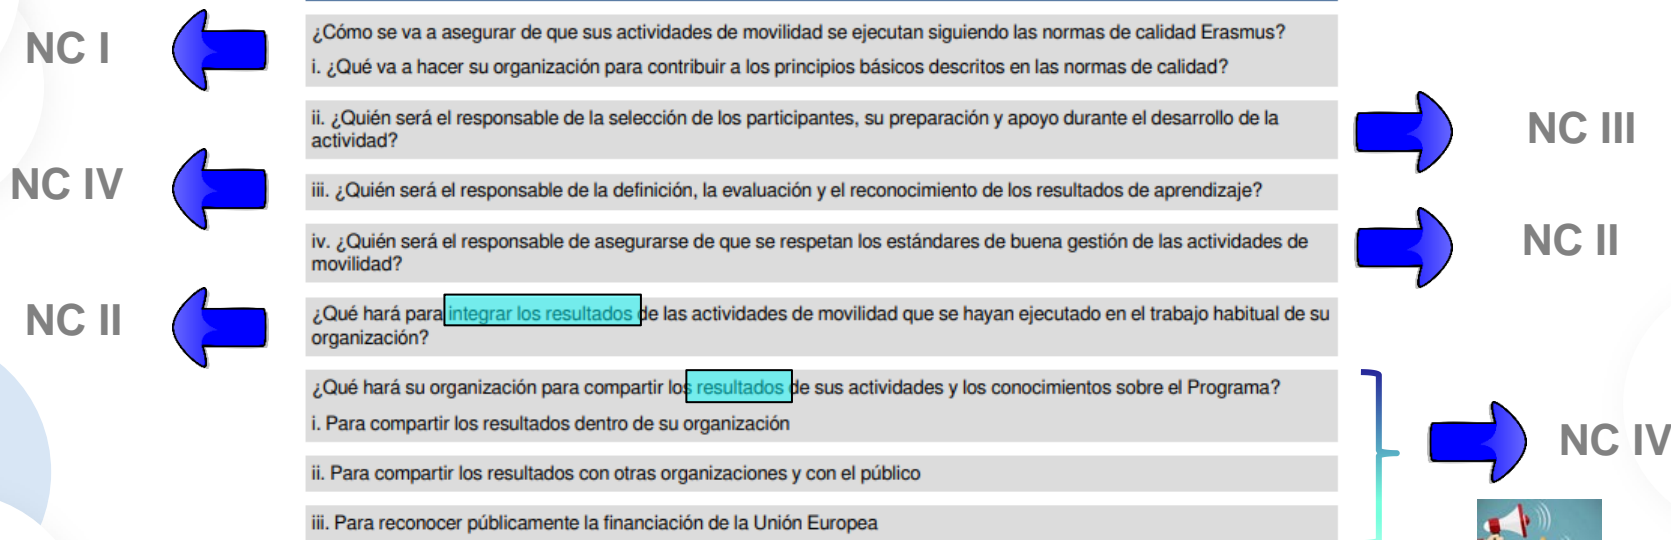 NC I
¿Cómo se va a asegurar de que sus actividades de movilidad se ejecutan siguiendo las normas de calidad Erasmus?
i. ¿Qué va a hacer su organización para contribuir a los principios básicos descritos en las normas de calidad?
ii. ¿Quién será el responsable de la selección de los participantes, su preparación y apoyo durante el desarrollo de la
actividad?
NC III
NC IV
iii. ¿Quién será el responsable de la definición, la evaluación y el reconocimiento de los resultados de aprendizaje?
iv. ¿Quién será el responsable de asegurarse de que se respetan los estándares de buena gestión de las actividades de
movilidad?
NC II
NC II
¿Qué hará para integrar los resultados de las actividades de movilidad que se hayan ejecutado en el trabajo habitual de su
organización?
¿Qué hará su organización para compartir los resultados de sus actividades y los conocimientos sobre el Programa?
i. Para compartir los resultados dentro de su organización
NC IV
ii. Para compartir los resultados con otras organizaciones y con el público
iii. Para reconocer públicamente la financiación de la Unión Europea